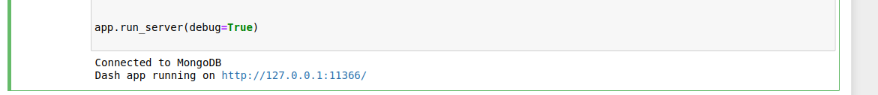 app.run_server(debug=True)
Connected to MongoDB
Dash app running on http://127.0.0.1:11366/